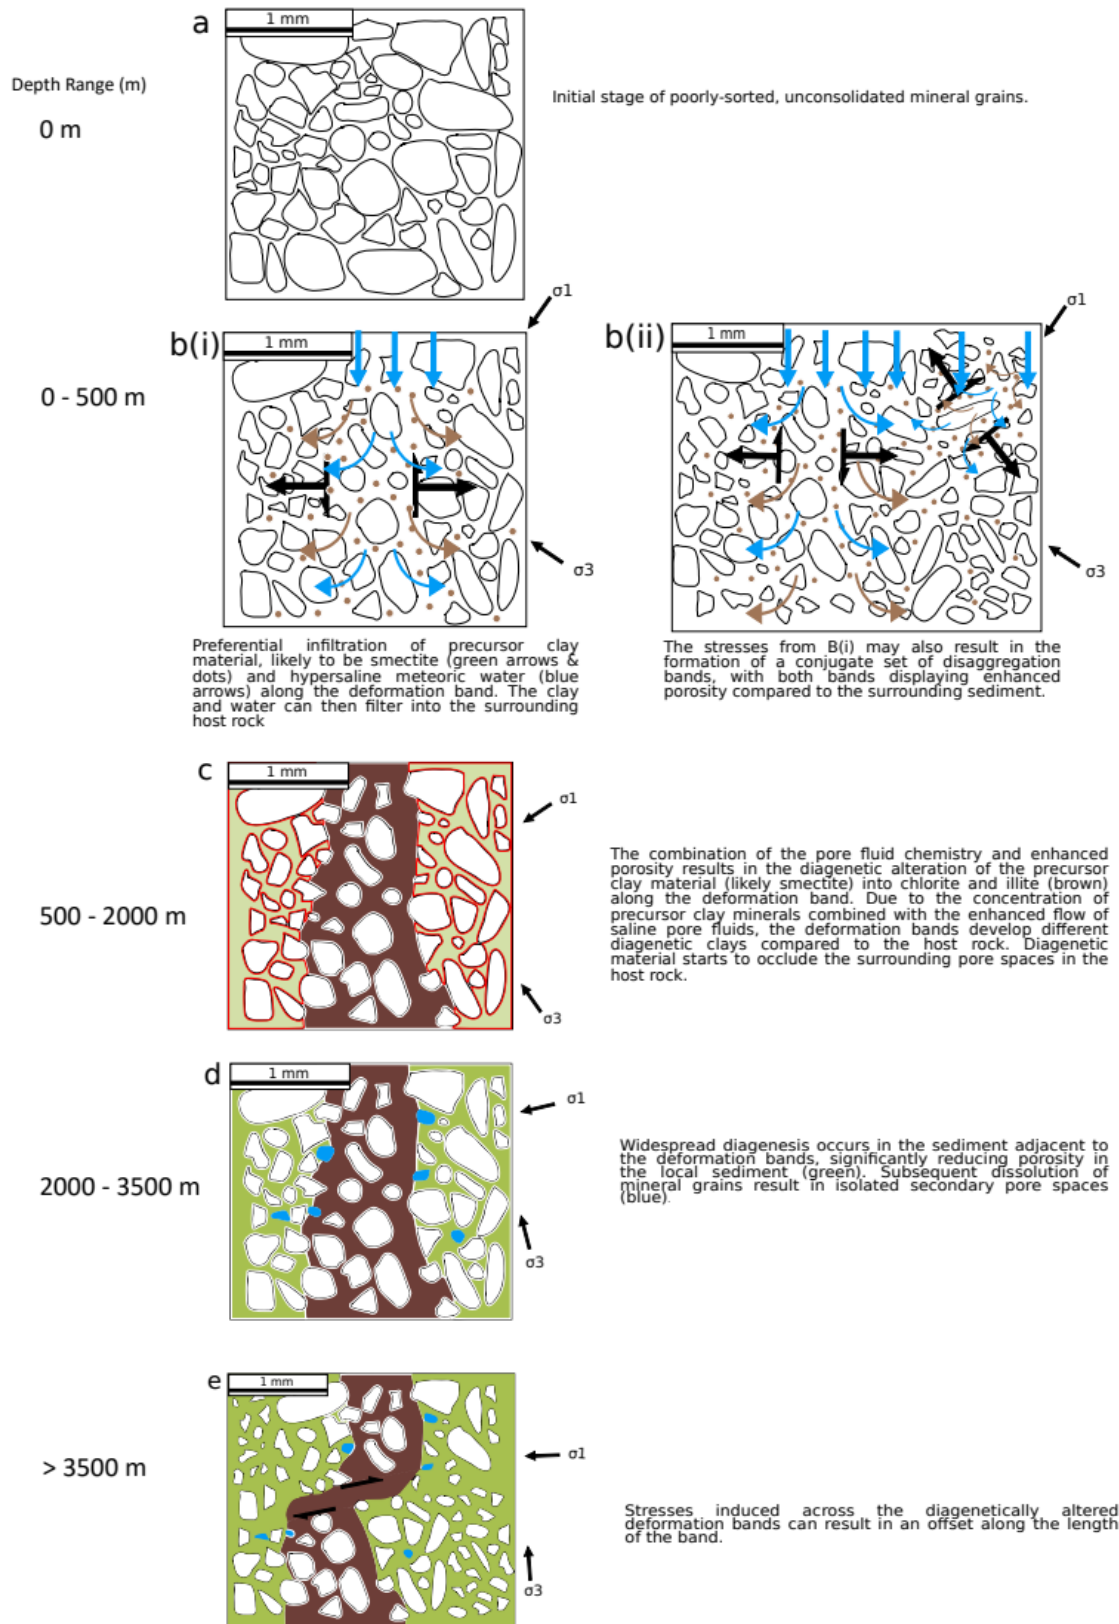 a
1 mm
Depth Range (m)
0 m
Initial stage of poorly-sorted, unconsolidated mineral grains.
σ1
b(i)
1 mm
0 - 500 m
σ3
b(ii)
1 mm
σ1
σ3
Preferential infiltration of precursor clay
material, likely to be smectite (green arrows &
dots) and hypersaline meteoric water (blue
arrows) along the deformation band. The clay
and water can then filter into the surrounding
host rock
The stresses from B(i) may also result in the
formation of a conjugate set of disaggregation
bands, with both bands displaying enhanced
porosity compared to the surrounding sediment.
c
1 mm
σ1
500 - 2000 m
σ3
The combination of the pore fluid chemistry and enhanced
porosity results in the diagenetic alteration of the precursor
clay material (likely smectite) into chlorite and illite (brown)
along the deformation band. Due to the concentration of
precursor clay minerals combined with the enhanced flow of
saline pore fluids, the deformation bands develop different
diagenetic clays compared to the host rock. Diagenetic
material starts to occlude the surrounding pore spaces in the
host rock.
d
1 mm
σ1
2000 - 3500 m
σ3
Widespread diagenesis occurs in the sediment adjacent to
the deformation bands, significantly reducing porosity in
the local sediment (green). Subsequent dissolution of
mineral grains result in isolated secondary pore spaces
(blue).
e
1 mm
σ1
> 3500 m
σ3
Stresses induced across the diagenetically altered
deformation bands can result in an offset along the length
of the band.